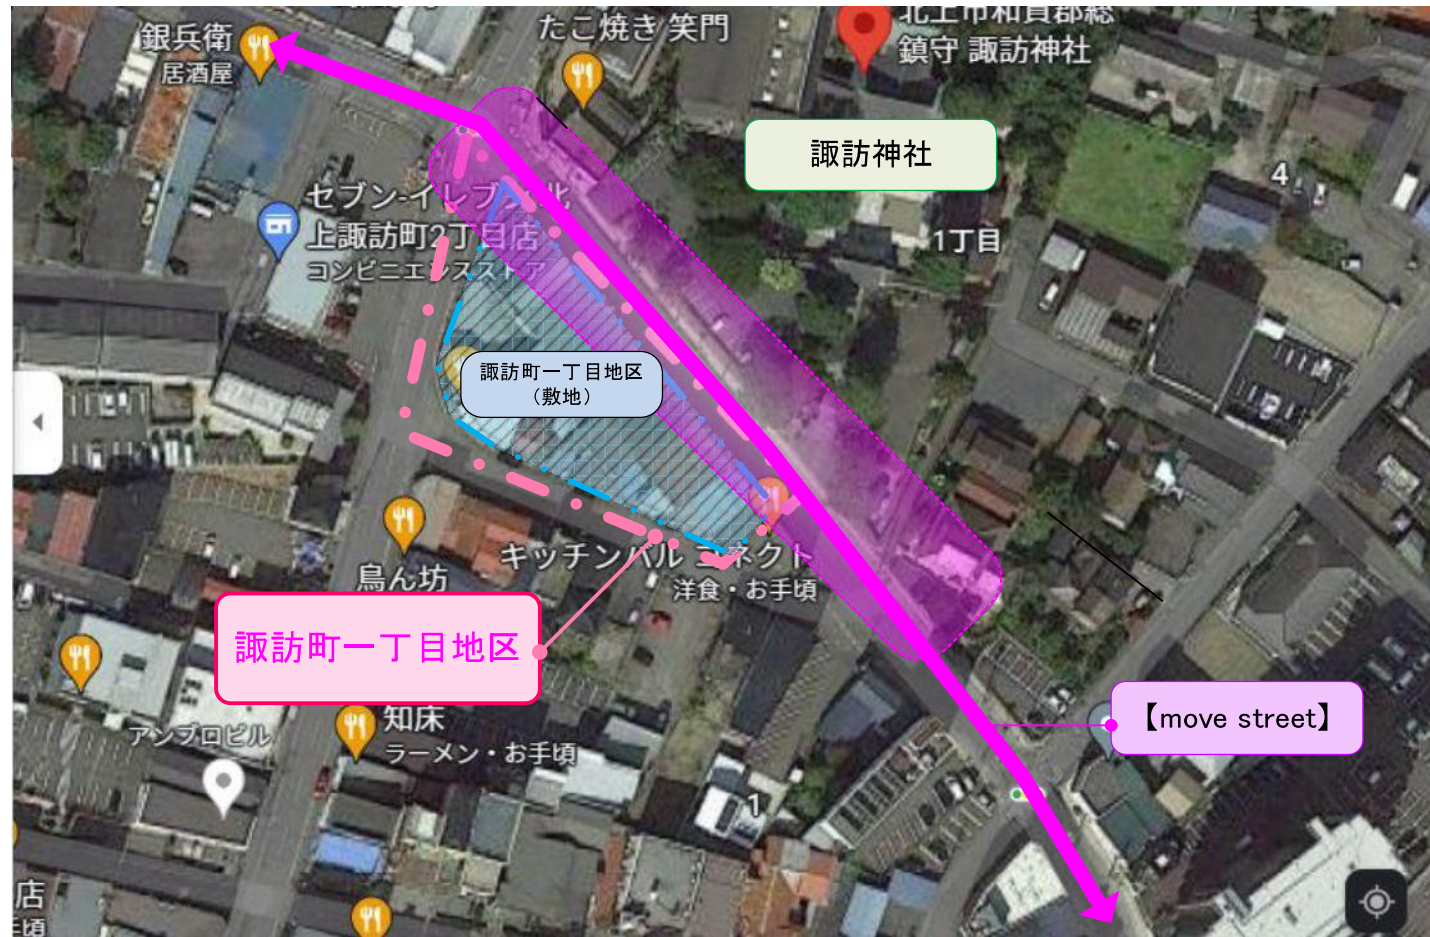 銀兵衛
居酒屋
たこ焼き 笑門
北上市和賀郡総
鎮守 諏訪神社
諏訪神社
4
1丁目
セブン-イレブン 北
上諏訪町2丁目店
コンビニエンスストア
諏訪町一丁目地区
（敷地）
キッチンバル コネクト
洋食・お手頃
鳥ん坊
諏訪町一丁目地区
【move street】
知床
ラーメン・お手頃
アンブロビル
1
店